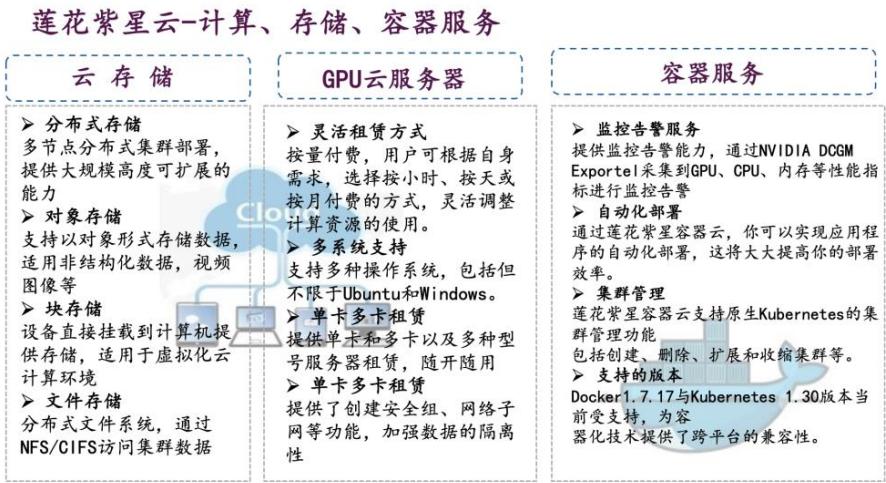 莲花紫星云-计算、存储、容器服务
云 存 储
➢ 分布式存储
多节点分布式集群部署，
提供大规模高度可扩展的
能力
➢ 对象存储
支持以对象形式存储数据，
适用非结构化数据，视频
图像等
➢ 块存储
设备直接挂载到计算机提
供存储，适用于虚拟化云
计算环境
➢ 文件存储
分布式文件系统，通过
NFS/CIFS访问集群数据
GPU云服务器
➢ 灵活租赁方式
按量付费，用户可根据自身
需求，选择按小时、按天或
按月付费的方式，灵活调整
计算资源的使用。
➢ 多系统支持
支持多种操作系统，包括但
不限于Ubuntu和Windows。
➢ 单卡多卡租赁
提供单卡和多卡以及多种型
号服务器租赁，随开随用
➢ 单卡多卡租赁
提供了创建安全组、网络子
网等功能，加强数据的隔离
性
容器服务
➢ 监控告警服务
提供监控告警能力，通过NVIDIA DCGM
Exportel采集到GPU、CPU、内存等性能指
标进行监控告警
➢ 自动化部署
通过莲花紫星容器云，你可以实现应用程
序的自动化部署，这将大大提高你的部署
效率。
➢ 集群管理
莲花紫星容器云支持原生Kubernetes的集
群管理功能
包括创建、删除、扩展和收缩集群等。
➢ 支持的版本
Docker1.7.17与Kubernetes 1.30版本当
前受支持，为容
器化技术提供了跨平台的兼容性。
Cloud